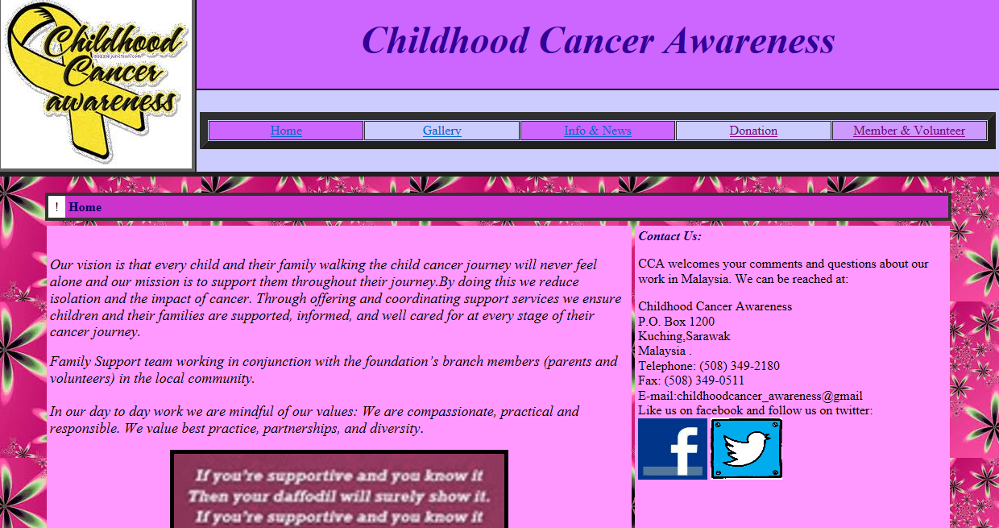 Childhood
dazzlejunction.com
Cancer
awareness
Childhood Cancer Awareness
Home Gallery Info & News Donation Member & Volunteer
! Home
Our vision is that every child and their family walking the child cancer journey will never feel
alone and our mission is to support them throughout their journey.By doing this we reduce
isolation and the impact of cancer. Through offering and coordinating support services we ensure
children and their families are supported, informed, and well cared for at every stage of their
cancer journey.
Family Support team working in conjunction with the foundation’s branch members (parents and
volunteers) in the local community.
In our day to day work we are mindful of our values: We are compassionate, practical and
responsible. We value best practice, partnerships, and diversity.
If you're supportive and you know it
Then your daffodil will surely show it.
If you're supportive and you know it
Contact Us:
CCA welcomes your comments and questions about our
work in Malaysia. We can be reached at:
Childhood Cancer Awareness
P.O. Box 1200
Kuching,Sarawak
Malaysia .
Telephone: (508) 349-2180
Fax: (508) 349-0511
E-mail:childhoodcancer_awareness@gmail
Like us on facebook and follow us on twitter:
f